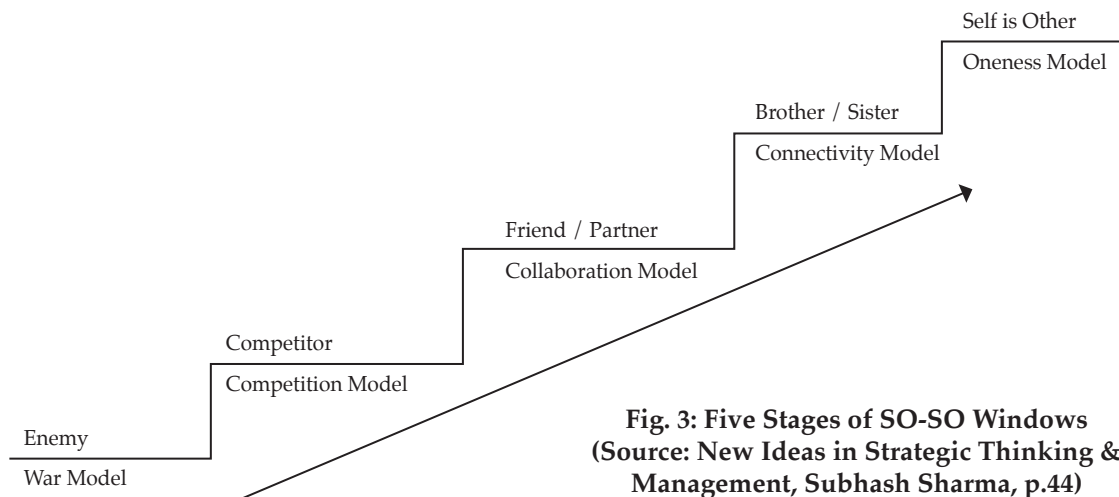 Self is Other
Oneness Model
Brother / Sister
Connectivity Model
Friend / Partner
Collaboration Model
Competitor
Competition Model
Enemy
War Model
Fig. 3: Five Stages of SO-SO Windows
(Source: New Ideas in Strategic Thinking &
Management, Subhash Sharma, p.44)